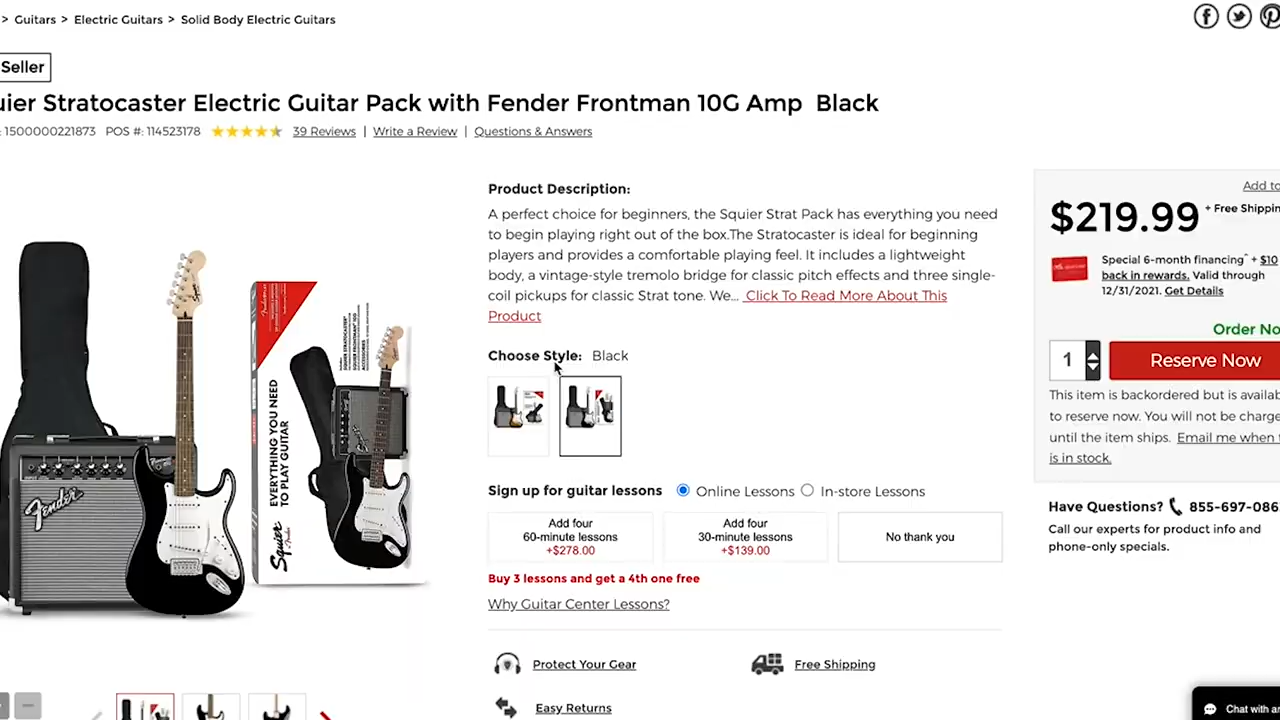 > Guitars > Electric Guitars > Solid Body Electric Guitars
Seller
uier Stratocaster Electric Guitar Pack with Fender Frontman 10G Amp Black
: 1500000221873 POS #: 114523178 39 Reviews | Write a Review | Questions & Answers
Product Description:
A perfect choice for beginners, the Squier Strat Pack has everything you need
to begin playing right out of the box.The Stratocaster is ideal for beginning
players and provides a comfortable playing feel. It includes a lightweight
body, a vintage-style tremolo bridge for classic pitch effects and three single-
coil pickups for classic Strat tone. We... Click To Read More About This
Product
Choose Style: Black
Sign up for guitar lessons Online Lessons In-store Lessons
Add four
60-minute lessons
+$278.00
Add four
30-minute lessons
+$139.00
No thank you
Buy 3 lessons and get a 4th one free
Why Guitar Center Lessons?
Protect Your Gear
Free Shipping
Easy Returns
Add to
$219.99 + Free Shippin
Special 6-month financing^ + $10
back in rewards. Valid through
12/31/2021. Get Details
Order No
1
Reserve Now
This item is backordered but is availab
to reserve now. You will not be charge
until the item ships. Email me when
is in stock.
Have Questions? 855-697-086
Call our experts for product info and
phone-only specials.
Chat with a
Fender
Squier
EVERYTHING YOU NEED
TO PLAY GUITAR
Squier